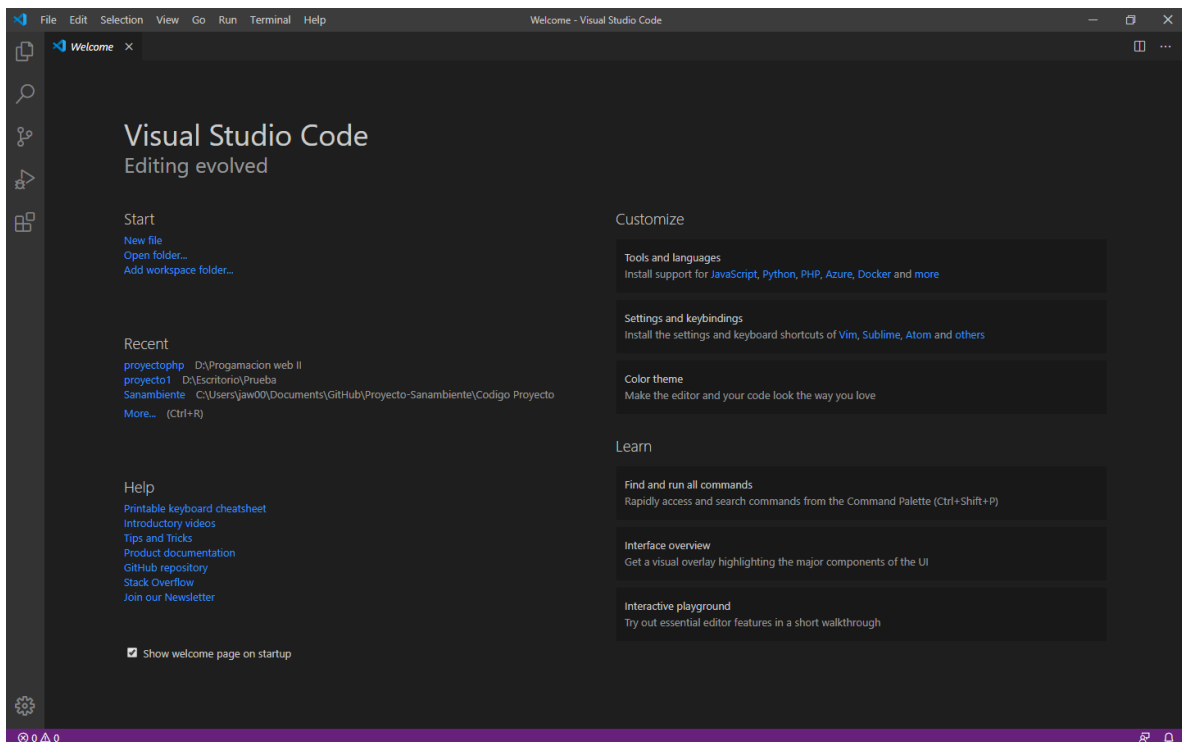 File Edit Selection View Go Run Terminal Help
Welcome - Visual Studio Code
Welcome
Visual Studio Code
Editing evolved
Start
New file
Open folder...
Add workspace folder...
Recent
proyectophp D:\Progamacion web II
proyecto1 D:\Escritorio\Prueba
Sanambiente C:\Users\jaw00\Documents\GitHub\Proyecto-Sanambiente\Codigo Proyecto
More... (Ctrl+R)
Help
Printable keyboard cheatsheet
Introductory videos
Tips and Tricks
Product documentation
GitHub repository
Stack Overflow
Join our Newsletter
Show welcome page on startup
Customize
Tools and languages
Install support for JavaScript, Python, PHP, Azure, Docker and more
Settings and keybindings
Install the settings and keyboard shortcuts of Vim, Sublime, Atom and others
Color theme
Make the editor and your code look the way you love
Learn
Find and run all commands
Rapidly access and search commands from the Command Palette (Ctrl+Shift+P)
Interface overview
Get a visual overlay highlighting the major components of the UI
Interactive playground
Try out essential editor features in a short walkthrough
0 0